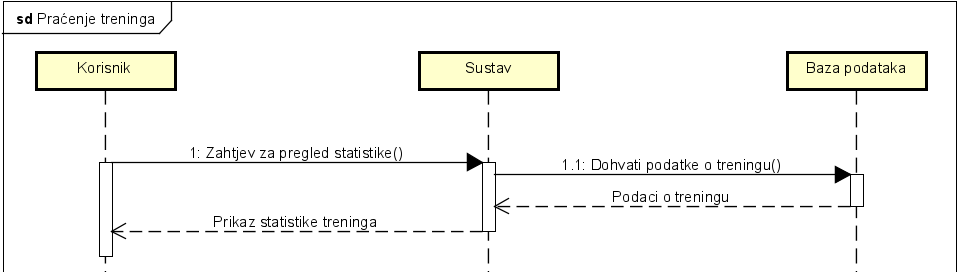 sd Praćenje treninga
Korisnik
Sustav
Baza podataka
1: Zahtjev za pregled statistike()
1.1: Dohvati podatke o treningu()
Podaci o treningu
Prikaz statistike treninga